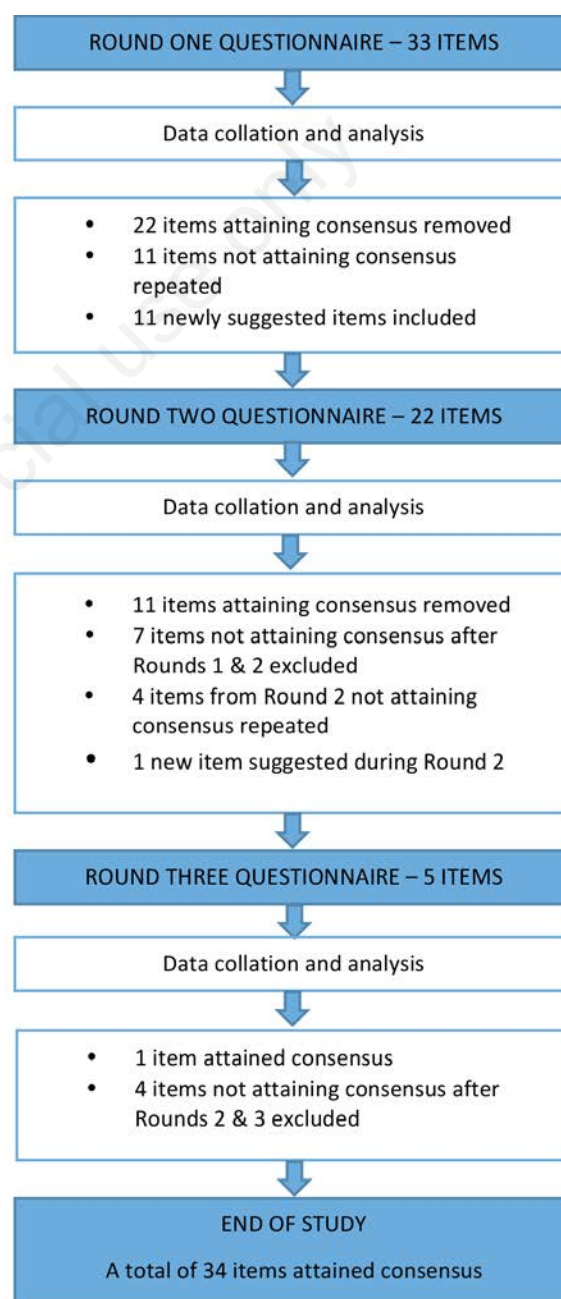 ROUND ONE QUESTIONNAIRE – 33 ITEMS
Data collation and analysis
• 22 items attaining consensus removed
• 11 items not attaining consensus
repeated
• 11 newly suggested items included
ROUND TWO QUESTIONNAIRE – 22 ITEMS
Data collation and analysis
• 11 items attaining consensus removed
• 7 items not attaining consensus after
Rounds 1 & 2 excluded
• 4 items from Round 2 not attaining
consensus repeated
• 1 new item suggested during Round 2
ROUND THREE QUESTIONNAIRE – 5 ITEMS
Data collation and analysis
• 1 item attained consensus
• 4 items not attaining consensus after
Rounds 2 & 3 excluded
END OF STUDY
A total of 34 items attained consensus
cial use only